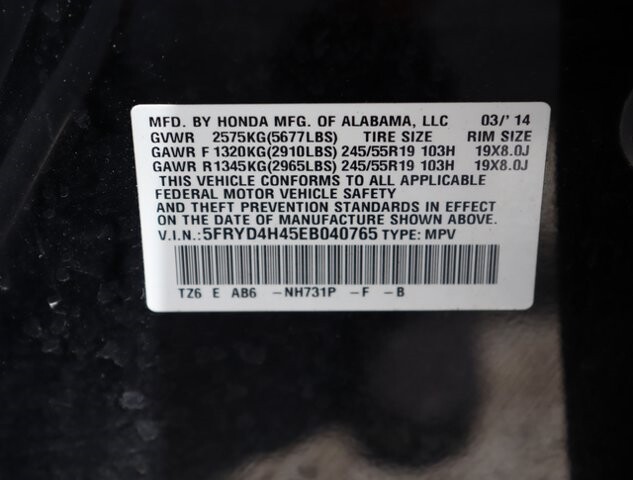 MFD. BY HONDA MFG. OF ALABAMA, LLC 03/'14
GVWR 2575KG(5677LBS) TIRE SIZE RIM SIZE
GAWR F 1320KG(2910LBS) 245/55R19 103H 19X8.0J
GAWR R1345KG(2965LBS) 245/55R19 103H 19X8.0J
THIS VEHICLE CONFORMS TO ALL APPLICABLE
FEDERAL MOTOR VEHICLE SAFETY
AND THEFT PREVENTION STANDARDS IN EFFECT
ON THE DATE OF MANUFACTURE SHOWN ABOVE.
V.I.N.:5FRYD4H45EB040765 TYPE: MPV
TZ6 E AB6 -NH731P -F -B